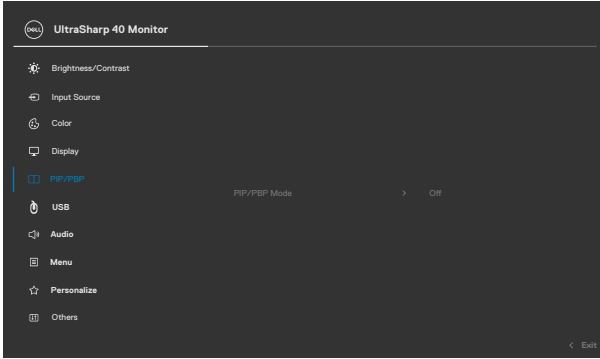 DELL UltraSharp 40 Monitor
Brightness/Contrast
Input Source
Color
Display
PIP/PBP
PIP/PBP Mode > Off
USB
Audio
Menu
Personalize
Others
< Exit